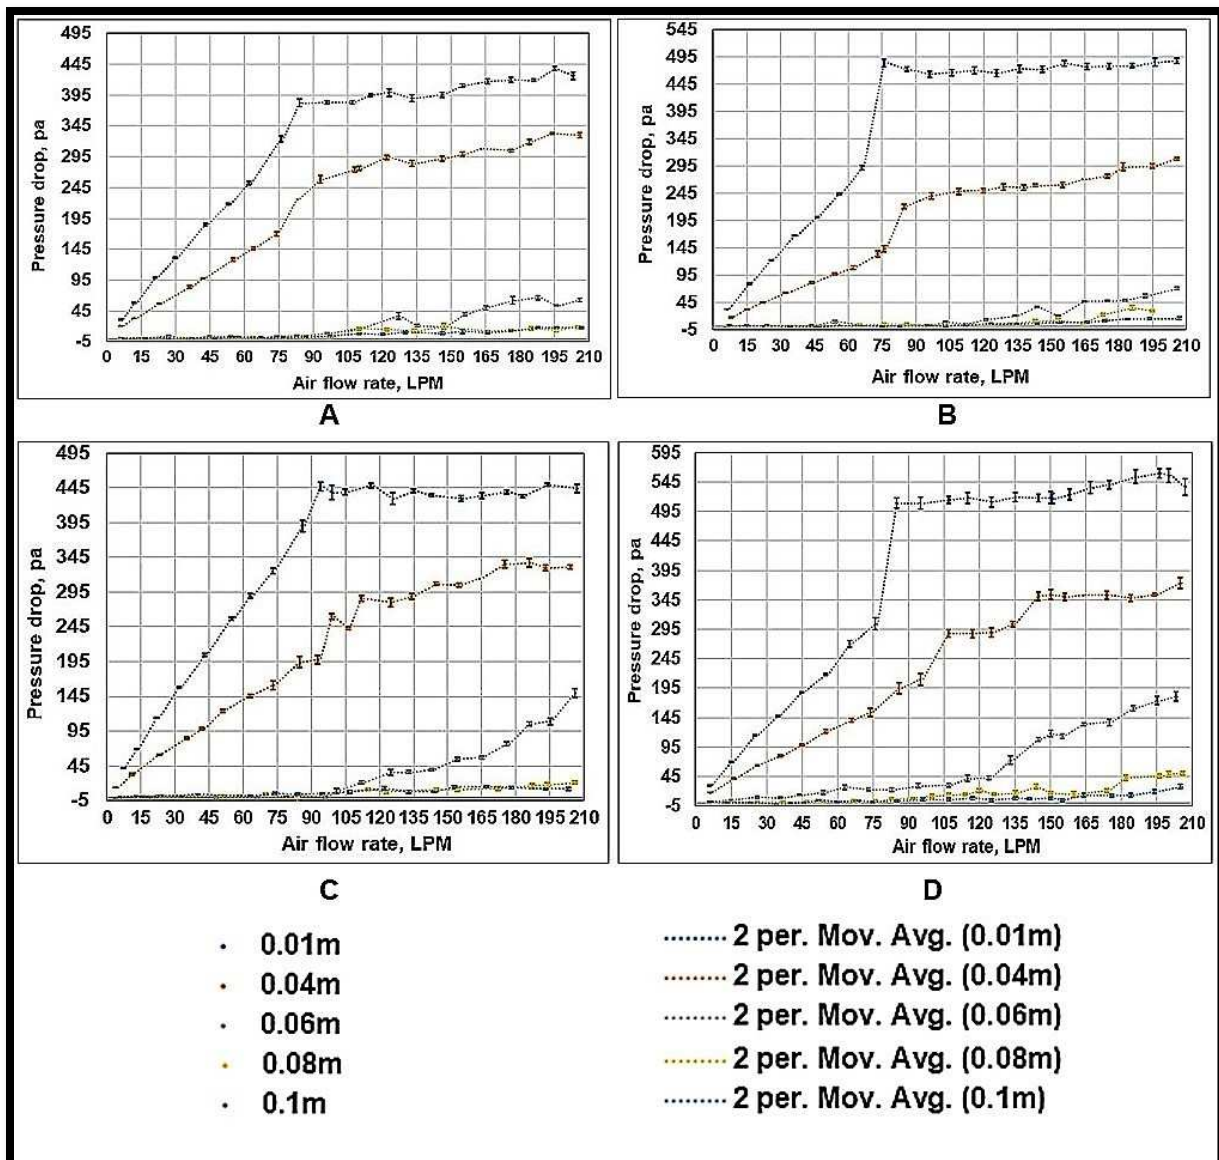 495
445
395
345
295
245
195
145
95
45
-5
Pressure drop, pa
0 15 30 45 60 75 90 105 120 135 150 165 180 195 210
Air flow rate, LPM
A
545
495
445
395
345
295
245
195
145
95
45
-5
Pressure drop, pa
0 15 30 45 60 75 90 105 120 135 150 165 180 195 210
Air flow rate, LPM
B
495
445
395
345
295
245
195
145
95
45
-5
Pressure drop, pa
0 15 30 45 60 75 90 105 120 135 150 165 180 195 210
Air flow rate, LPM
C
595
545
495
445
395
345
295
245
195
145
95
45
-5
Pressure drop, pa
0 15 30 45 60 75 90 105 120 135 150 165 180 195 210
Air flow rate, LPM
D
0.01m
0.04m
0.06m
0.08m
0.1m
2 per. Mov. Avg. (0.01m)
2 per. Mov. Avg. (0.04m)
2 per. Mov. Avg. (0.06m)
2 per. Mov. Avg. (0.08m)
2 per. Mov. Avg. (0.1m)